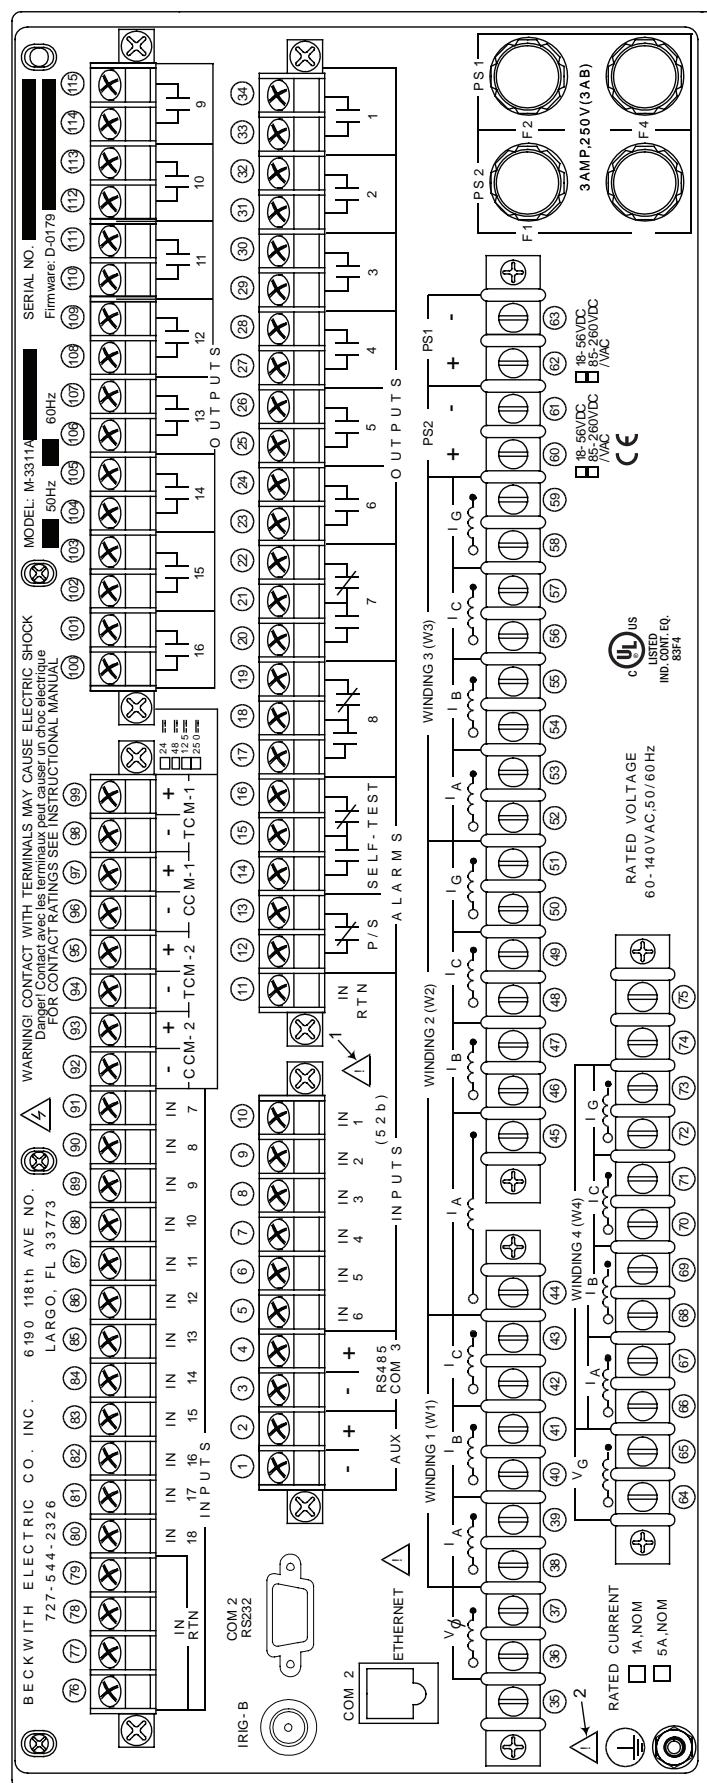 BECKWITH ELECTRIC CO. INC.
727-544-2326
6190 118th AVE NO.
LARGO, FL 33773
WARNING! CONTACT WITH TERMINALS MAY CAUSE ELECTRIC SHOCK
Danger! Contact avec les terminaux peut causer un choc electrique
FOR CONTACT RATINGS SEE INSTRUCTIONAL MANUAL
MODEL: M-3311A
50Hz 60Hz
SERIAL NO.
Firmware: D-0179
76 77 78 79 80 81 82 83 84 85 86 87 88 89 90 91 92 93 94 95 96 97 98 99
100 101 102 103 104 105 106 107 108 109 110 111 112 113 114 115
IN RTN
IN 18 IN 17 IN 16 IN 15 IN 14 IN 13 IN 12 IN 11 IN 10 IN 9 IN 8 IN 7
INPUTS
- + - + - + - +
CCM-2 TCM-2 CCM-1 TCM-1
24
48
125
250
16 15 14 13 12 11 10 9
OUTPUTS
IRIG-B
COM 2
RS232
1 2 3 4 5 6 7 8 9 10
11 12 13 14 15 16 17 18 19 20 21 22 23 24 25 26 27 28 29 30 31 32 33 34
- + - +
AUX
RS485
COM 3
IN 6 IN 5 IN 4 IN 3 IN 2 IN 1
(52b)
INPUTS
1
IN RTN
P/S SELF-TEST
ALARMS
8 7 6 5 4 3 2 1
OUTPUTS
COM 2
ETHERNET
VØ
WINDING 1 (W1)
IA IB IC
WINDING 2 (W2)
IA IB IC IG
WINDING 3 (W3)
IA IB IC IG
PS2 PS1
+ - + -
35 36 37 38 39 40 41 42 43 44
45 46 47 48 49 50 51 52 53 54 55 56 57 58 59 60 61 62 63
18-56VDC
85-260VDC
/VAC
18-56VDC
85-260VDC
/VAC
PS2 PS1
F1 F2
3 AMP,250V (3AB)
F4
2
RATED CURRENT
1A,NOM
5A,NOM
VG
WINDING 4 (W4)
IA IB IC IG
64 65 66 67 68 69 70 71 72 73 74 75
RATED VOLTAGE
60-140VAC,50/60Hz
C UL US
LISTED
IND. CONT. EQ.
83F4
CE